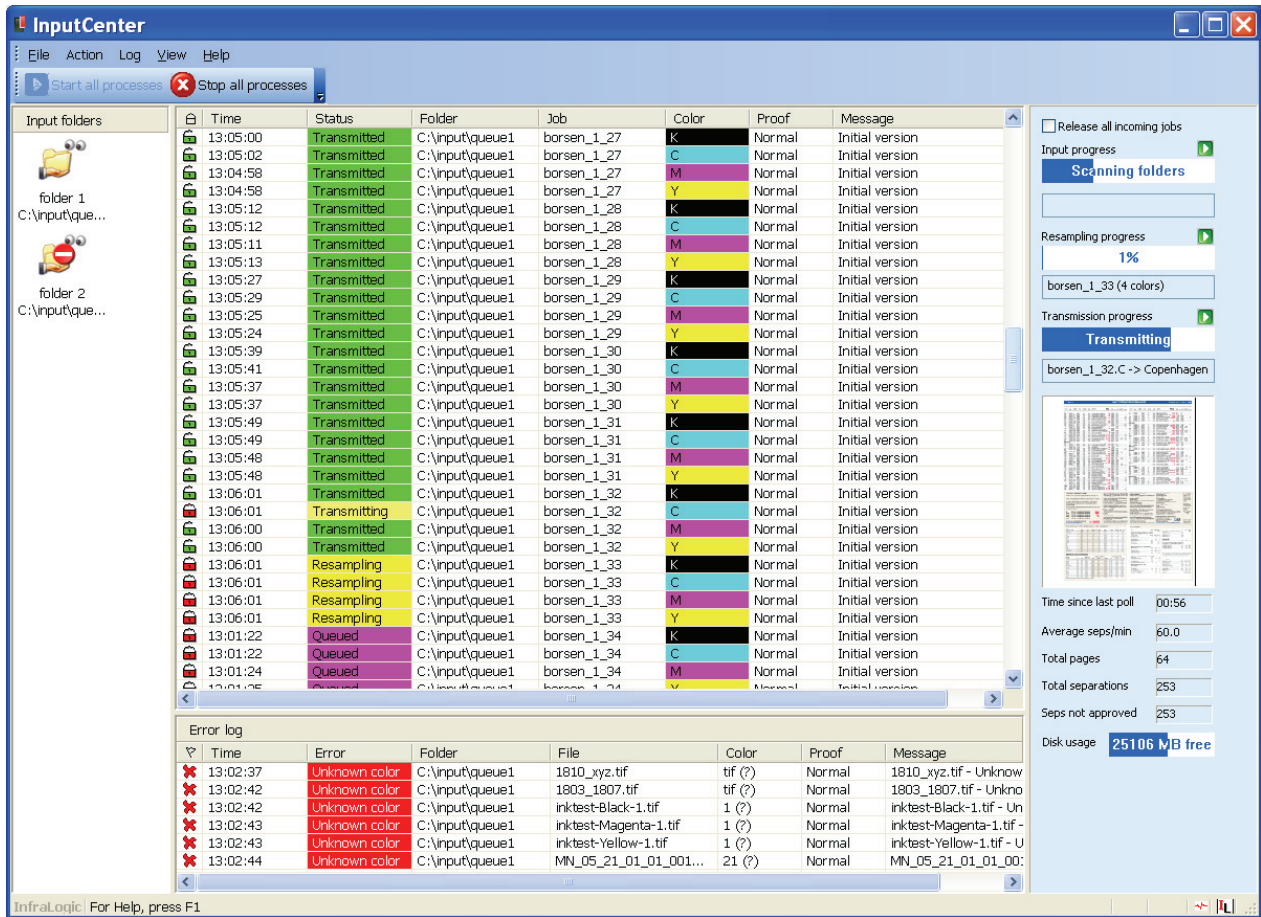 InputCenter
File Action Log View Help
Start all processes Stop all processes
Input folders
folder 1
C:\input\que...
folder 2
C:\input\que...
Time Status Folder Job Color Proof Message
13:05:00 Transmitted C:\input\queue1 borsen_1_27 K Normal Initial version
13:05:02 Transmitted C:\input\queue1 borsen_1_27 C Normal Initial version
13:04:58 Transmitted C:\input\queue1 borsen_1_27 M Normal Initial version
13:04:58 Transmitted C:\input\queue1 borsen_1_27 Y Normal Initial version
13:05:12 Transmitted C:\input\queue1 borsen_1_28 K Normal Initial version
13:05:12 Transmitted C:\input\queue1 borsen_1_28 C Normal Initial version
13:05:11 Transmitted C:\input\queue1 borsen_1_28 M Normal Initial version
13:05:13 Transmitted C:\input\queue1 borsen_1_28 Y Normal Initial version
13:05:27 Transmitted C:\input\queue1 borsen_1_29 K Normal Initial version
13:05:29 Transmitted C:\input\queue1 borsen_1_29 C Normal Initial version
13:05:25 Transmitted C:\input\queue1 borsen_1_29 M Normal Initial version
13:05:24 Transmitted C:\input\queue1 borsen_1_29 Y Normal Initial version
13:05:39 Transmitted C:\input\queue1 borsen_1_30 K Normal Initial version
13:05:41 Transmitted C:\input\queue1 borsen_1_30 C Normal Initial version
13:05:37 Transmitted C:\input\queue1 borsen_1_30 M Normal Initial version
13:05:37 Transmitted C:\input\queue1 borsen_1_30 Y Normal Initial version
13:05:49 Transmitted C:\input\queue1 borsen_1_31 K Normal Initial version
13:05:49 Transmitted C:\input\queue1 borsen_1_31 C Normal Initial version
13:05:48 Transmitted C:\input\queue1 borsen_1_31 M Normal Initial version
13:05:48 Transmitted C:\input\queue1 borsen_1_31 Y Normal Initial version
13:06:01 Transmitted C:\input\queue1 borsen_1_32 K Normal Initial version
13:06:01 Transmitting C:\input\queue1 borsen_1_32 C Normal Initial version
13:06:00 Transmitted C:\input\queue1 borsen_1_32 M Normal Initial version
13:06:00 Transmitted C:\input\queue1 borsen_1_32 Y Normal Initial version
13:06:01 Resampling C:\input\queue1 borsen_1_33 K Normal Initial version
13:06:01 Resampling C:\input\queue1 borsen_1_33 C Normal Initial version
13:06:01 Resampling C:\input\queue1 borsen_1_33 M Normal Initial version
13:06:01 Resampling C:\input\queue1 borsen_1_33 Y Normal Initial version
13:01:22 Queued C:\input\queue1 borsen_1_34 K Normal Initial version
13:01:22 Queued C:\input\queue1 borsen_1_34 C Normal Initial version
13:01:24 Queued C:\input\queue1 borsen_1_34 M Normal Initial version
13:01:25 Queued C:\input\queue1 borsen_1_34 Y Normal Initial version
Error log
Time Error Folder File Color Proof Message
13:02:37 Unknown color C:\input\queue1 1810_xyz.tif tif (?) Normal 1810_xyz.tif - Unknow
13:02:42 Unknown color C:\input\queue1 1803_1807.tif tif (?) Normal 1803_1807.tif - Unkno
13:02:42 Unknown color C:\input\queue1 inktest-Black-1.tif 1 (?) Normal inktest-Black-1.tif - Un
13:02:43 Unknown color C:\input\queue1 inktest-Magenta-1.tif 1 (?) Normal inktest-Magenta-1.tif -
13:02:43 Unknown color C:\input\queue1 inktest-Yellow-1.tif 1 (?) Normal inktest-Yellow-1.tif - U
13:02:44 Unknown color C:\input\queue1 MN_05_21_01_01_001... 21 (?) Normal MN_05_21_01_01_00:
Release all incoming jobs
Input progress
Scanning folders
Resampling progress
1%
borsen_1_33 (4 colors)
Transmission progress
Transmitting
borsen_1_32.C -> Copenhagen
Time since last poll 00:56
Average seps/min 60.0
Total pages 64
Total separations 253
Seps not approved 253
Disk usage 25106 MB free
InfraLogic For Help, press F1
IL